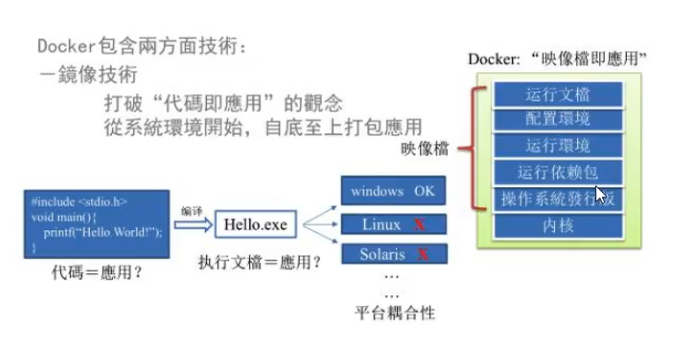 Docker包含兩方面技術：
－鏡像技術
打破“代碼即應用”的觀念
從系統環境開始，自底至上打包應用
Docker: “映像檔即應用”
运行文檔
配置環境
运行環境
运行依赖包
操作系統發行版
内核
映像檔
#include <stdio.h>
void main(){
printf(“Hello World!”);
}
代碼＝應用？
编译
Hello.exe
执行文檔＝應用？
windows OK
Linux X
Solaris X
…
…
平台耦合性